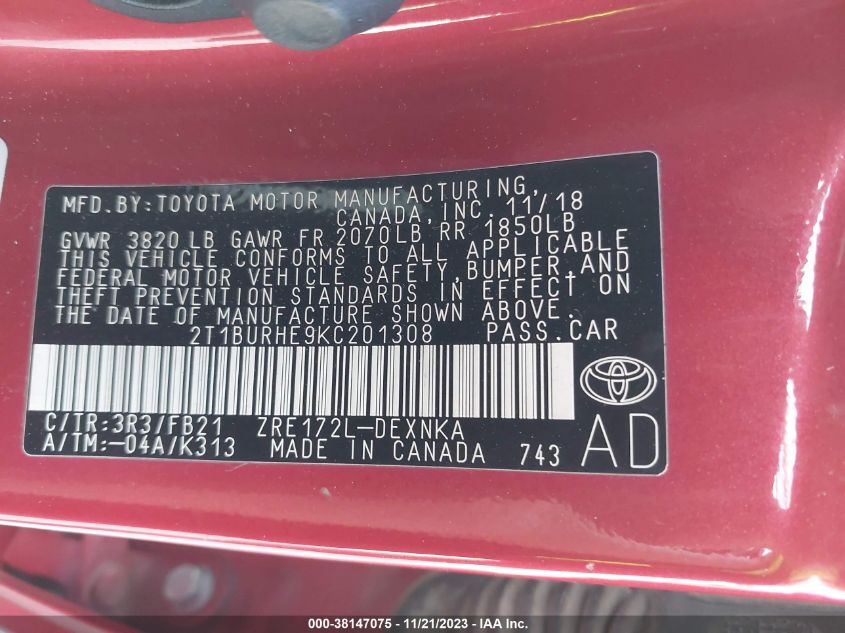 MFD. BY: TOYOTA MOTOR MANUFACTURING,
CANADA, INC. 11/18
GVWR 3820 LB GAWR FR 2070LB RR 1850LB
THIS VEHICLE CONFORMS TO ALL APPLICABLE
FEDERAL MOTOR VEHICLE SAFETY, BUMPER, AND
THEFT PREVENTION STANDARDS IN EFFECT ON
THE DATE OF MANUFACTURE SHOWN ABOVE.
2T1BURHE9KC201308 PASS. CAR
C/TR: 3R3/FB21 ZRE172L-DEXNKA
A/TM: -04A/K313 MADE IN CANADA 743 AD
000-38147075 - 11/21/2023 - IAA Inc.